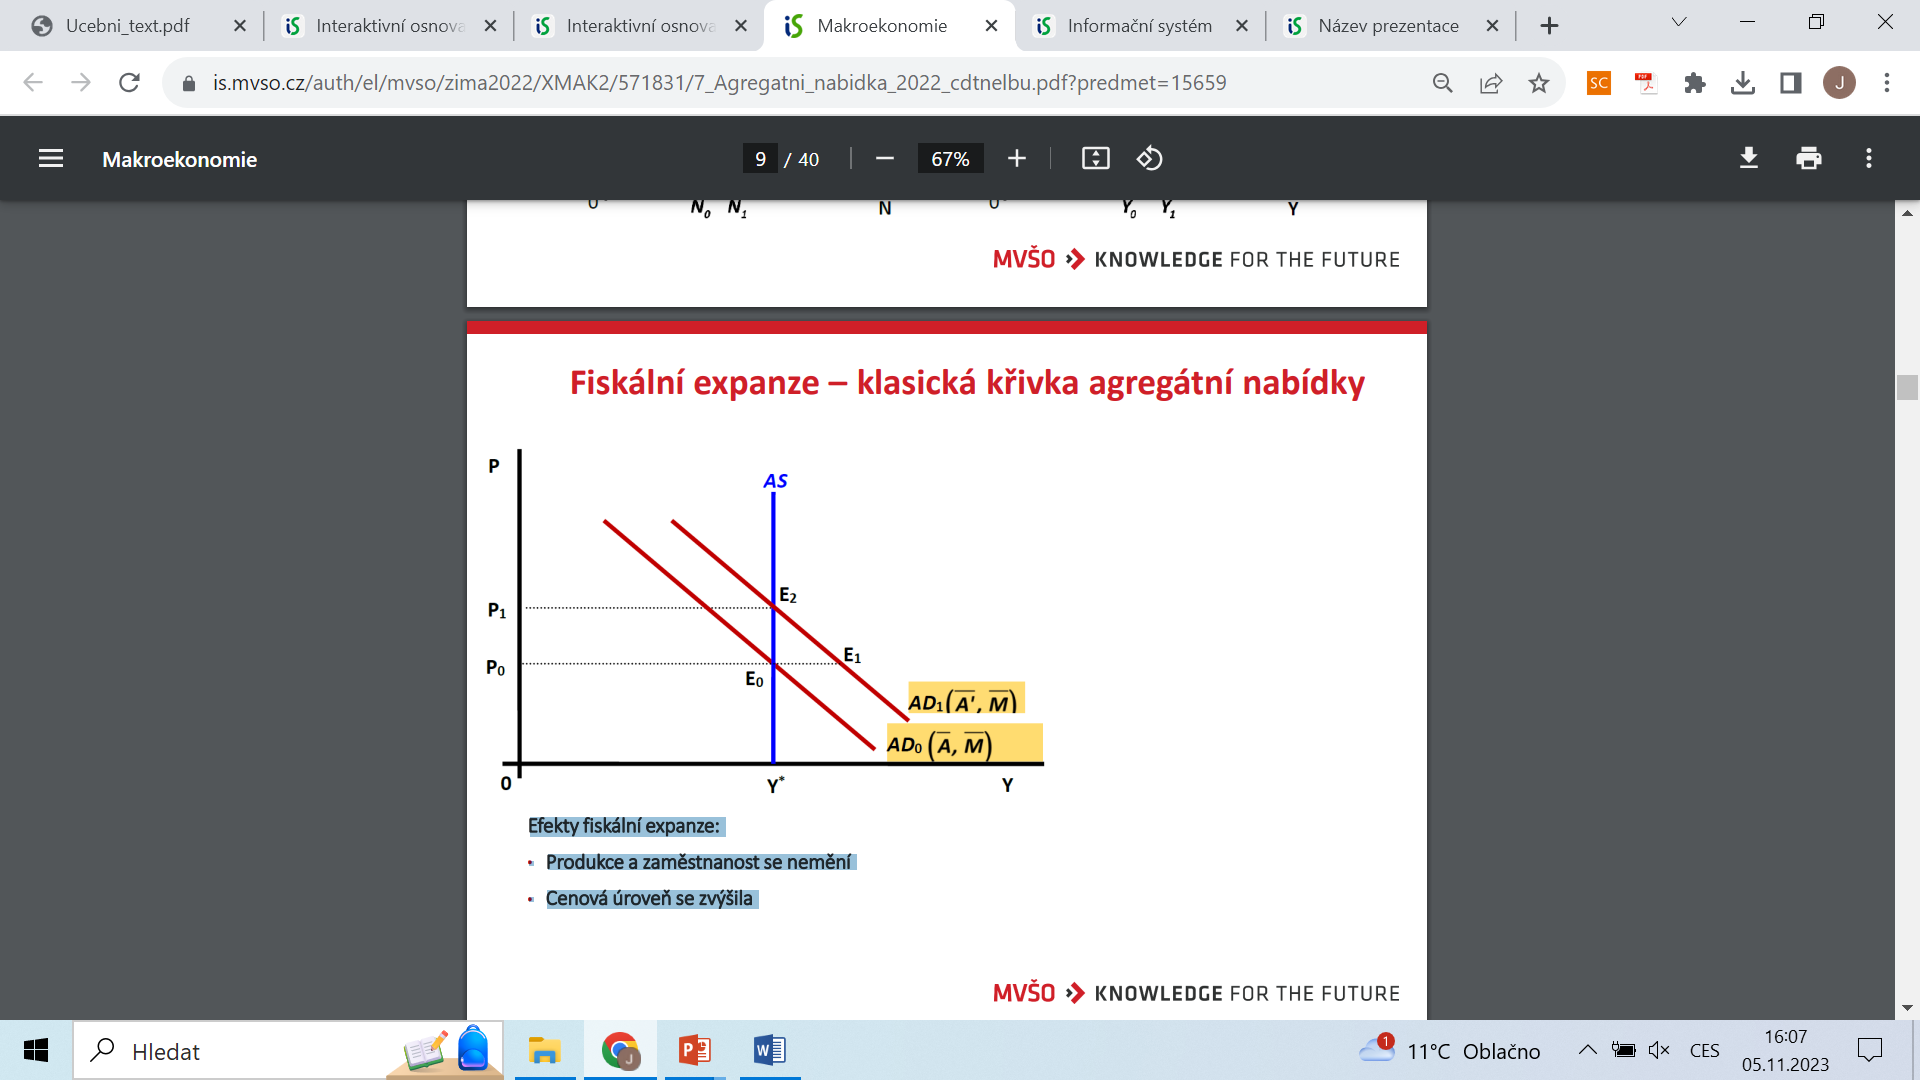 Ucebni_text.pdf
Interaktivní osnova
Interaktivní osnova
Makroekonomie
Informační systém
Název prezentace
is.mvso.cz/auth/el/mvso/zima2022/XMAK2/571831/7_Agregatni_nabidka_2022_cdtnelbu.pdf?predmet=15659
SC
PDF
J
Makroekonomie
9 / 40
67%
0 N₀ N₁ N 0 Y₀ Y₁ Y
MVŠO KNOWLEDGE FOR THE FUTURE
Fiskální expanze – klasická křivka agregátní nabídky
P
AS
E₂
P₁
E₁
P₀
E₀
AD₁(A̅', M̅)
AD₀ (A̅, M̅)
0 Y* Y
Efekty fiskální expanze:
• Produkce a zaměstnanost se nemění
• Cenová úroveň se zvýšila
MVŠO KNOWLEDGE FOR THE FUTURE
Hledat
J
P
W
1
11°C Oblačno
CES
16:07
05.11.2023